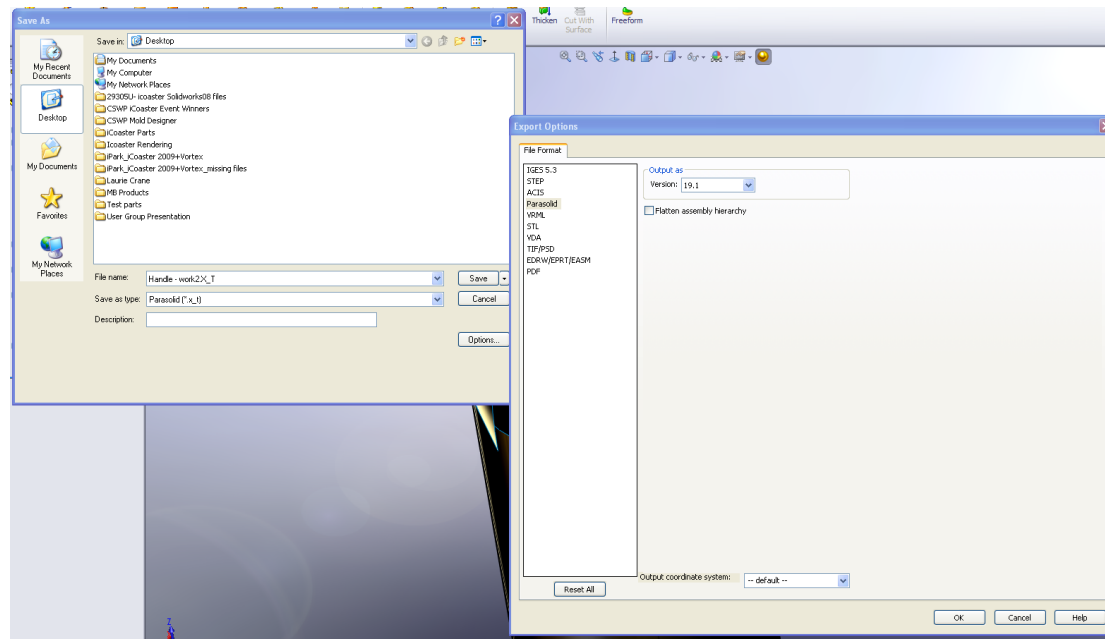 Save As
Save in:
Desktop
My Recent Documents
Desktop
My Documents
Favorites
My Network Places
My Documents
My Computer
My Network Places
29305U- icoaster Solidworks08 files
CSWP iCoaster Event Winners
CSWP Mold Designer
iCoaster Parts
Icoaster Rendering
iPark_iCoaster 2009+Vortex
iPark_iCoaster 2009+Vortex_missing files
Laurie Crane
MB Products
Test parts
User Group Presentation
File name:
Handle - work2.X_T
Save
Save as type:
Parasolid (*.x_t)
Cancel
Description:
Options...
Thicken
Cut With Surface
Freeform
Export Options
File Format
IGES 5.3
STEP
ACIS
Parasolid
VRML
STL
VDA
TIF/PSD
EDRW/EPRT/EASM
PDF
Output as
Version: 19.1
Flatten assembly hierarchy
Output coordinate system:
-- default --
Reset All
OK
Cancel
Help
Z